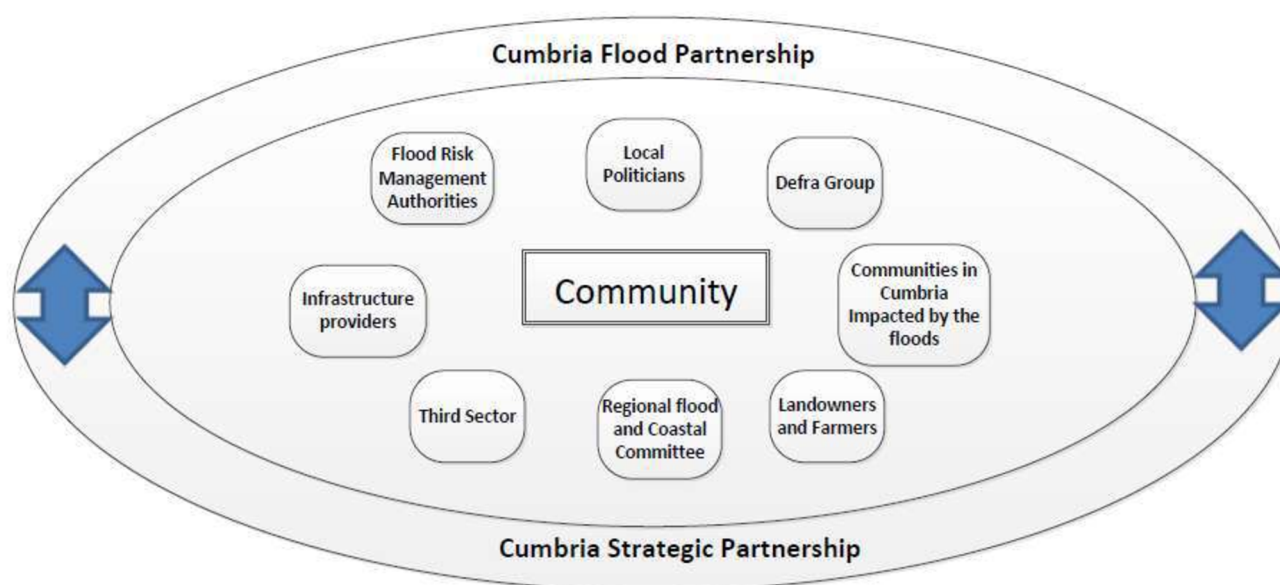 Cumbria Flood Partnership
Flood Risk
Management
Authorities
Local
Politicians
Defra Group
Infrastructure
providers
Community
Communities in
Cumbria
Impacted by the
floods
Third Sector
Regional flood
and Coastal
Committee
Landowners
and Farmers
Cumbria Strategic Partnership